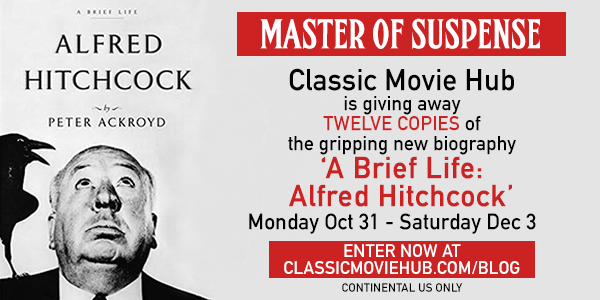 A BRIEF LIFE
ALFRED
HITCHCOCK
by
PETER ACKROYD
MASTER OF SUSPENSE
Classic Movie Hub
is giving away
TWELVE COPIES of
the gripping new biography
‘A Brief Life:
Alfred Hitchcock’
Monday Oct 31 - Saturday Dec 3
ENTER NOW AT
CLASSICMOVIEHUB.COM/BLOG
CONTINENTAL US ONLY